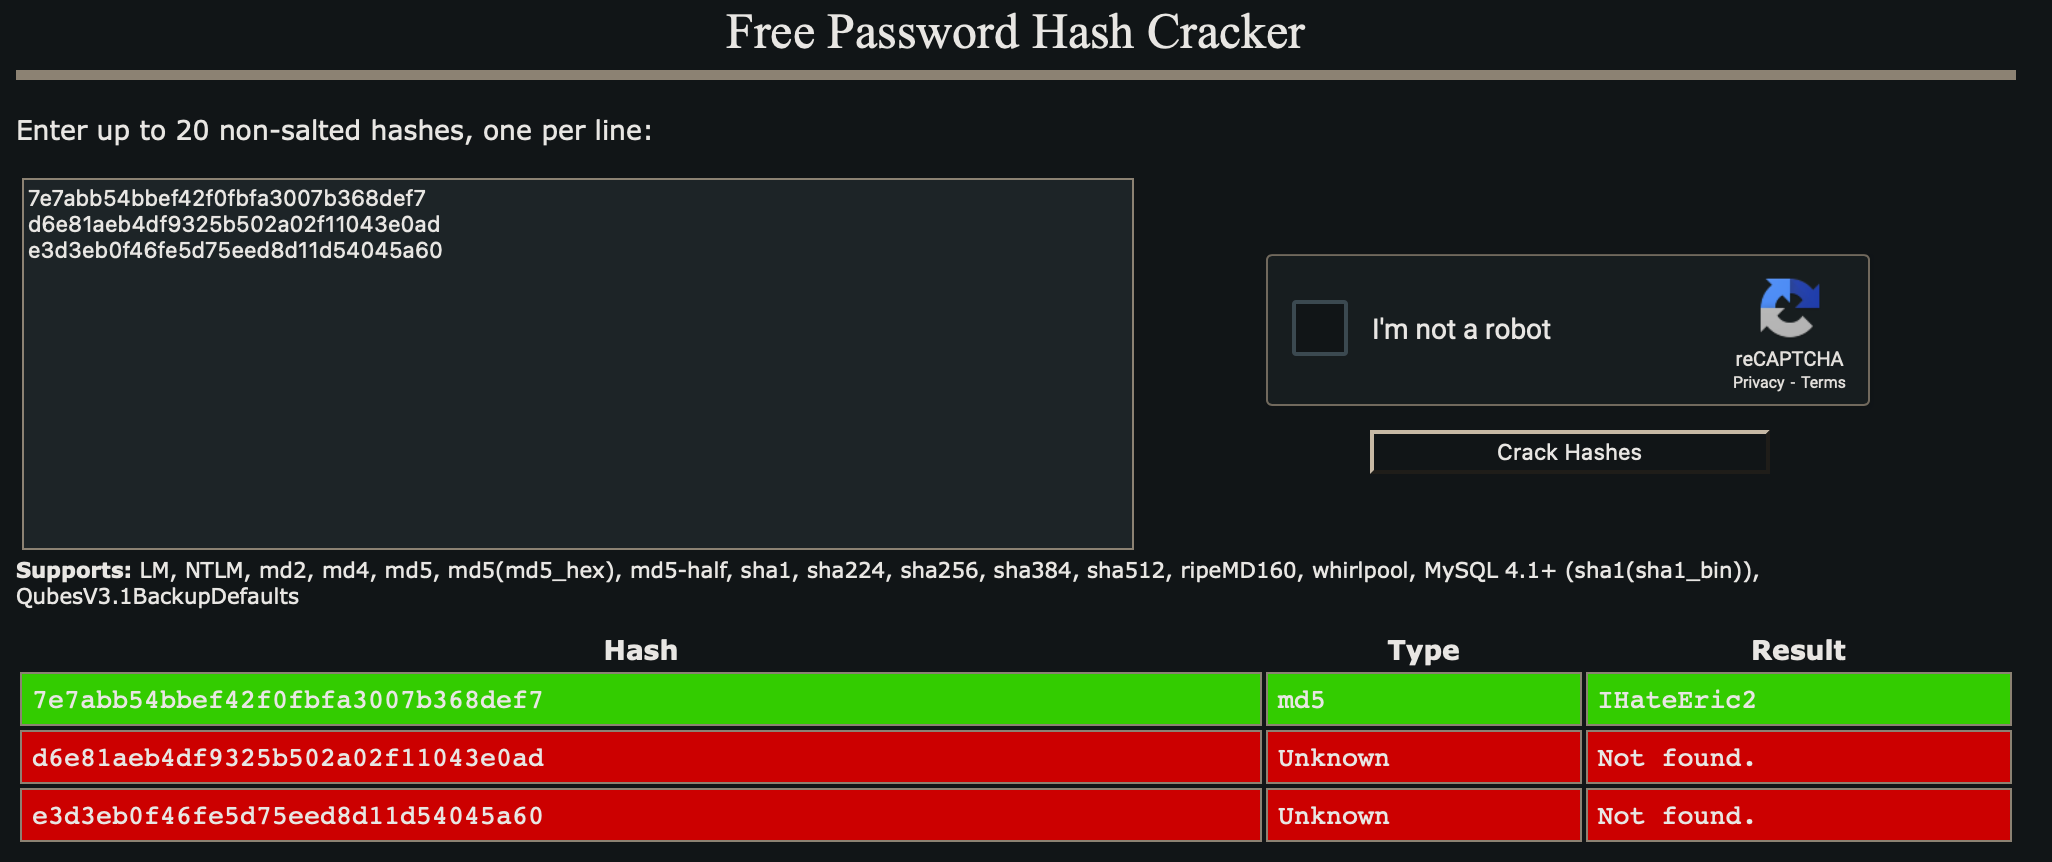 Free Password Hash Cracker
Enter up to 20 non-salted hashes, one per line:
7e7abb54bbef42f0fbfa3007b368def7
d6e81aeb4df9325b502a02f11043e0ad
e3d3eb0f46fe5d75eed8d11d54045a60
I'm not a robot
reCAPTCHA
Privacy - Terms
Crack Hashes
Supports: LM, NTLM, md2, md4, md5, md5(md5_hex), md5-half, sha1, sha224, sha256, sha384, sha512, ripeMD160, whirlpool, MySQL 4.1+ (sha1(sha1_bin)),
QubesV3.1BackupDefaults
Hash Type Result
7e7abb54bbef42f0fbfa3007b368def7 md5 IHateEric2
d6e81aeb4df9325b502a02f11043e0ad Unknown Not found.
e3d3eb0f46fe5d75eed8d11d54045a60 Unknown Not found.